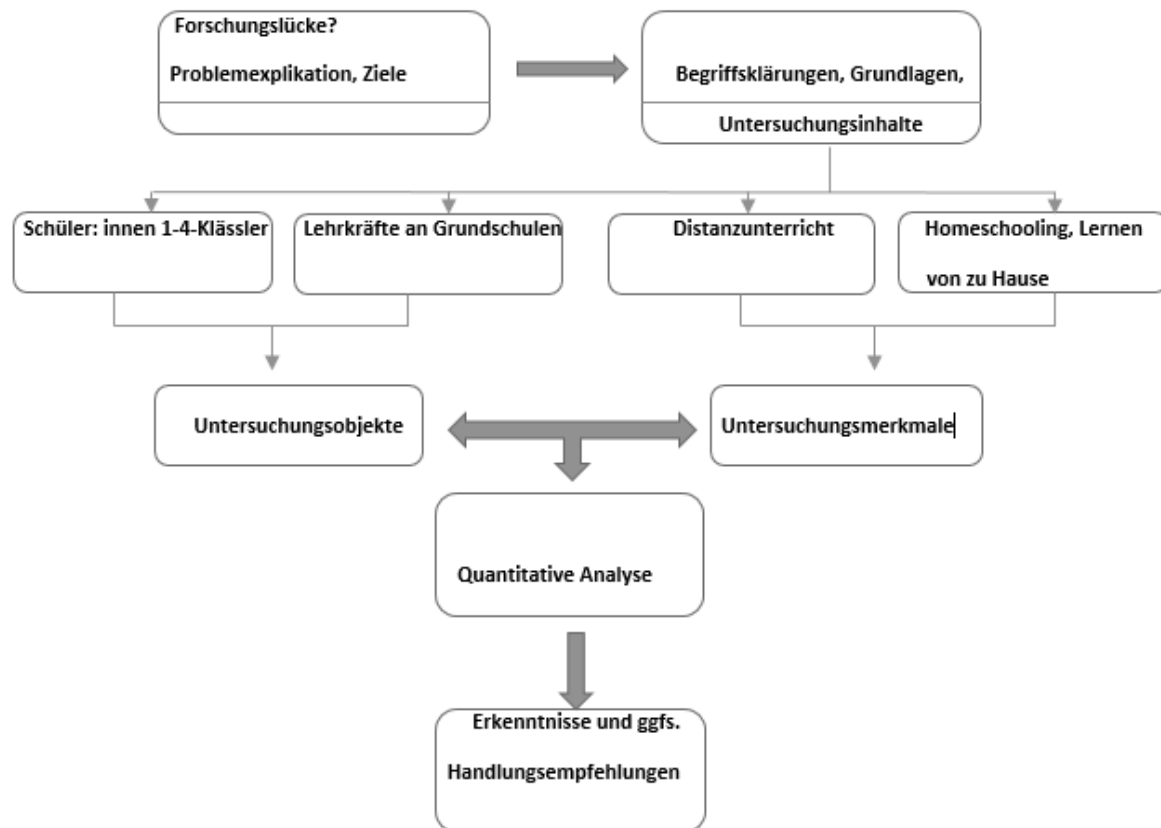 Forschungslücke?
Problemexplikation, Ziele
Begriffsklärungen, Grundlagen,
Untersuchungsinhalte
Schüler: innen 1-4-Klässler
Lehrkräfte an Grundschulen
Distanzunterricht
Homeschooling, Lernen
von zu Hause
Untersuchungsobjekte
Untersuchungsmerkmale
Quantitative Analyse
Erkenntnisse und ggfs.
Handlungsempfehlungen